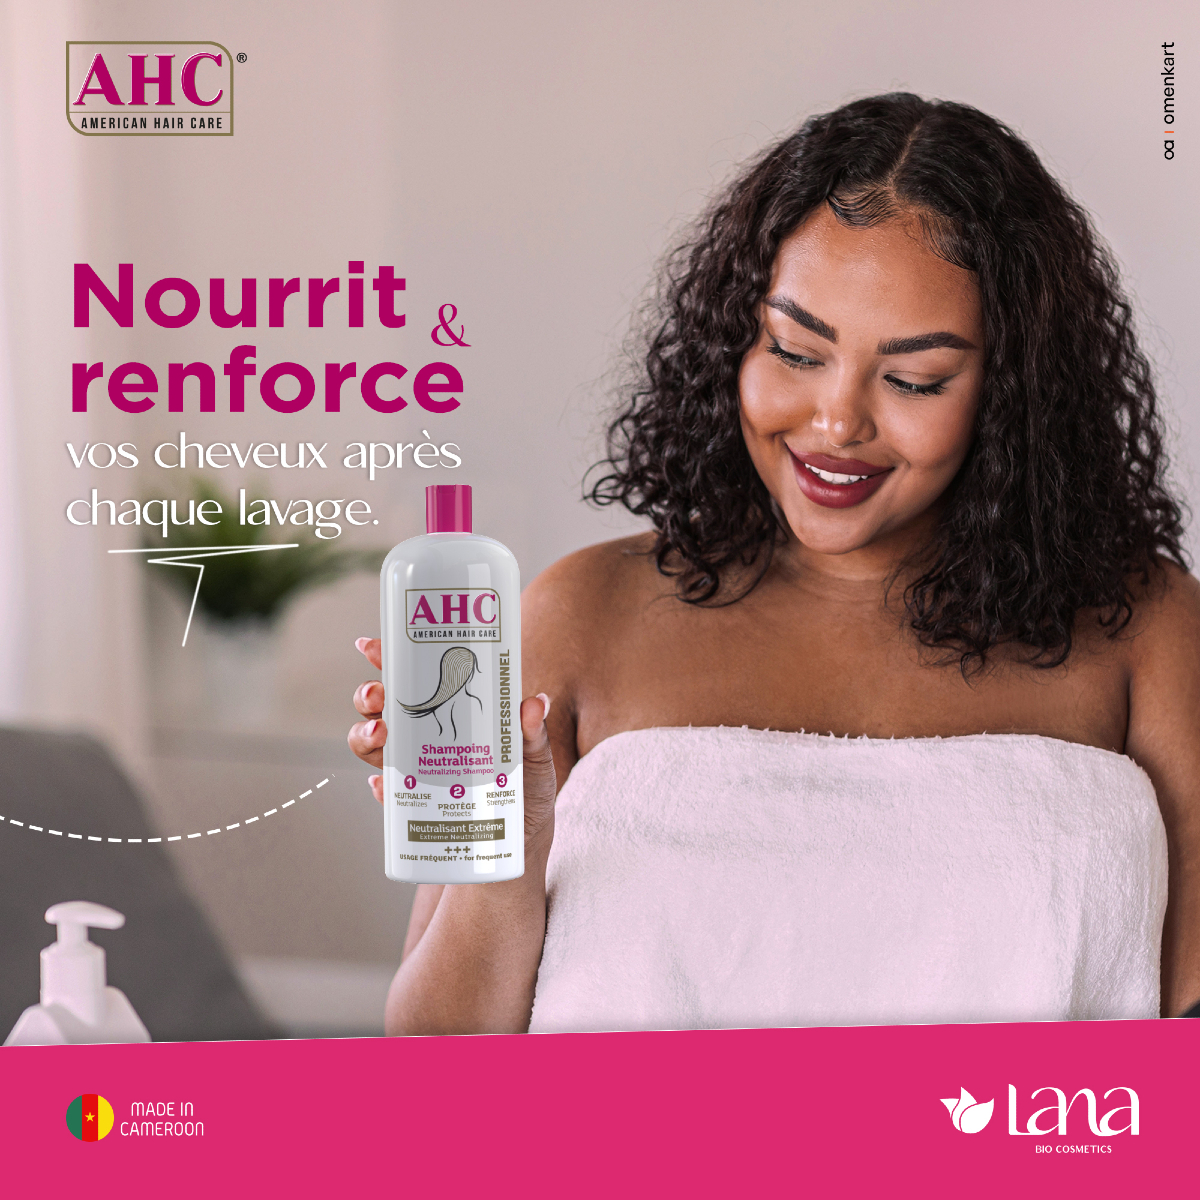 AHC®
AMERICAN HAIR CARE
oa | omenkart
Nourrit &
renforce
vos cheveux après
chaque lavage.
AHC
AMERICAN HAIR CARE
PROFESSIONNEL
Shampoing
Neutralisant
Neutralizing Shampoo
1
NEUTRALISE
Neutralizes
2
PROTÈGE
Protects
3
RENFORCE
Strengthens
Neutralisant Extrême
Extreme Neutralizing
+++
USAGE FRÉQUENT • for frequent use
MADE IN
CAMEROON
Lana
BIO COSMETICS